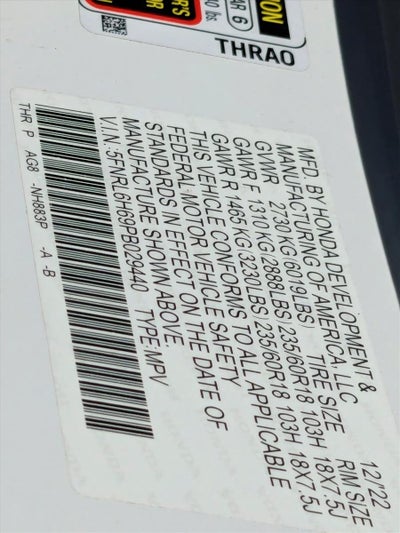 THRAO
MFD. BY HONDA DEVELOPMENT &
MANUFACTURING OF AMERICA, LLC 12/'22
TIRE SIZE RIM SIZE
GVWR 2730 KG (6019LBS)
GAWR F 1310 KG(2888LBS) 235/60R18 103H 18X7.5J
GAWR R 1465 KG(3230LBS) 235/60R18 103H 18X7.5J
THIS VEHICLE CONFORMS TO ALL APPLICABLE
FEDERAL MOTOR VEHICLE SAFETY
STANDARDS IN EFFECT ON THE DATE OF
MANUFACTURE SHOWN ABOVE
V.I.N.: 5FNRL6H69PB029440 TYPE: MPV
THR P AG8 -NH883P -A -B